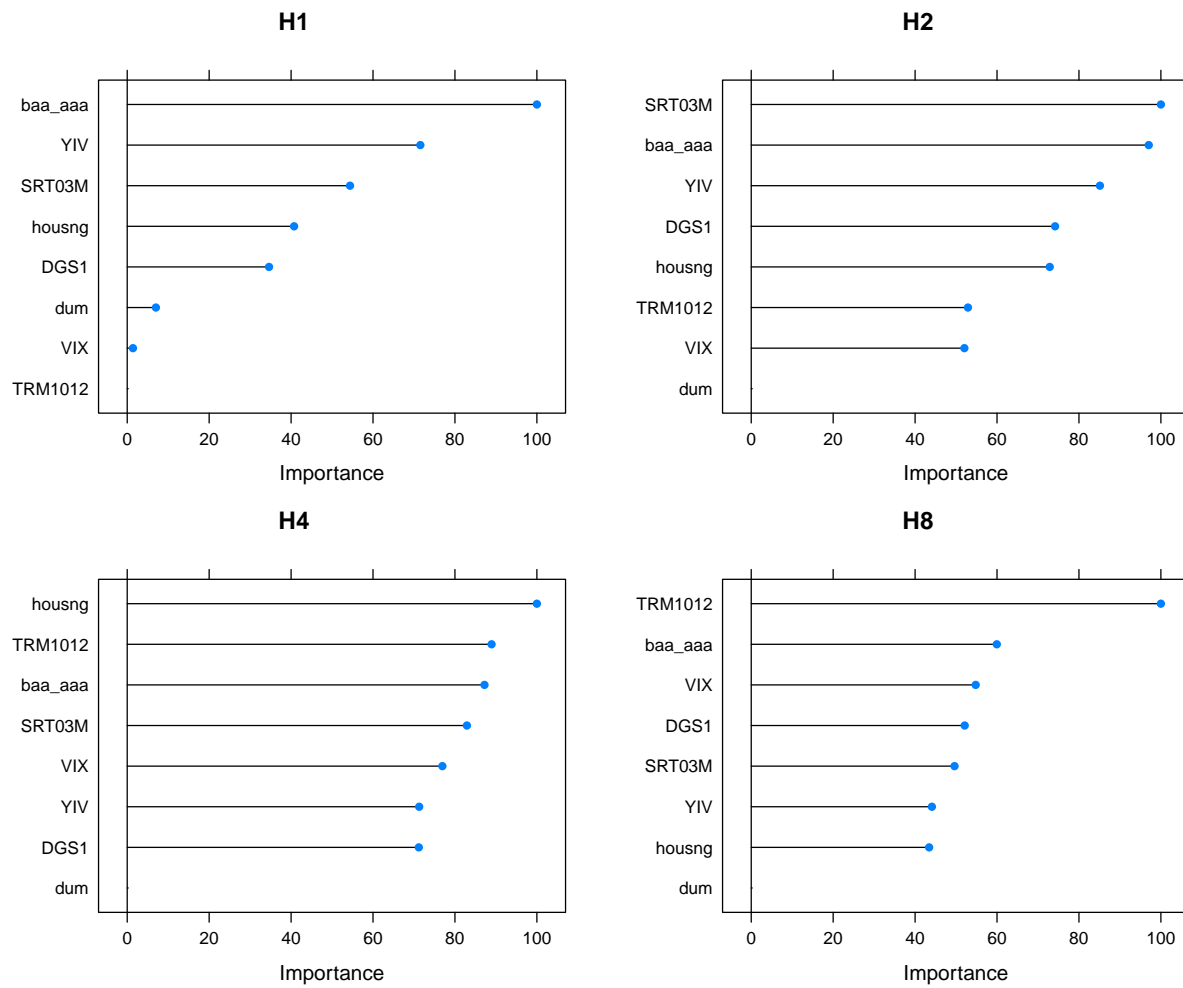 H1
baa_aaa
YIV
SRT03M
housng
DGS1
dum
VIX
TRM1012
0 20 40 60 80 100
Importance
H2
SRT03M
baa_aaa
YIV
DGS1
housng
TRM1012
VIX
dum
0 20 40 60 80 100
Importance
H4
housng
TRM1012
baa_aaa
SRT03M
VIX
YIV
DGS1
dum
0 20 40 60 80 100
Importance
H8
TRM1012
baa_aaa
VIX
DGS1
SRT03M
YIV
housng
dum
0 20 40 60 80 100
Importance